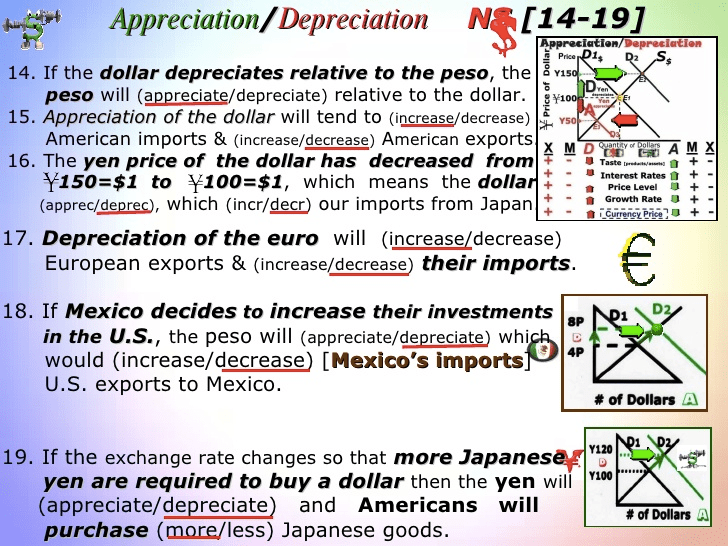 Appreciation/Depreciation NS [14-19]
14. If the dollar depreciates relative to the peso, the
peso will (appreciate/depreciate) relative to the dollar.
15. Appreciation of the dollar will tend to (increase/decrease)
American imports & (increase/decrease) American exports.
16. The yen price of the dollar has decreased from
¥150=$1 to ¥100=$1, which means the dollar
(apprec/deprec), which (incr/decr) our imports from Japan.
17. Depreciation of the euro will (increase/decrease)
European exports & (increase/decrease) their imports.
€
18. If Mexico decides to increase their investments
in the U.S., the peso will (appreciate/depreciate) which
would (increase/decrease) [Mexico's imports]
U.S. exports to Mexico.
19. If the exchange rate changes so that more Japanese
yen are required to buy a dollar then the yen will
(appreciate/depreciate) and Americans will
purchase (more/less) Japanese goods.
Appreciation/Depreciation
Price D1$ D2 S$
¥ Price of Dollar
Y150
¥100
Y50
D
A
Yen
E1
Quantity of Dollars
X M D A M X
+ - Taste [products/assets] + -
+ - Interest Rates + -
+ - Price Level + -
+ - Growth Rate + -
+ - Currency Price + -
D1 D2
8P
D
4P
# of Dollars A
D1 D2
Y120
D
Y100
# of Dollars A